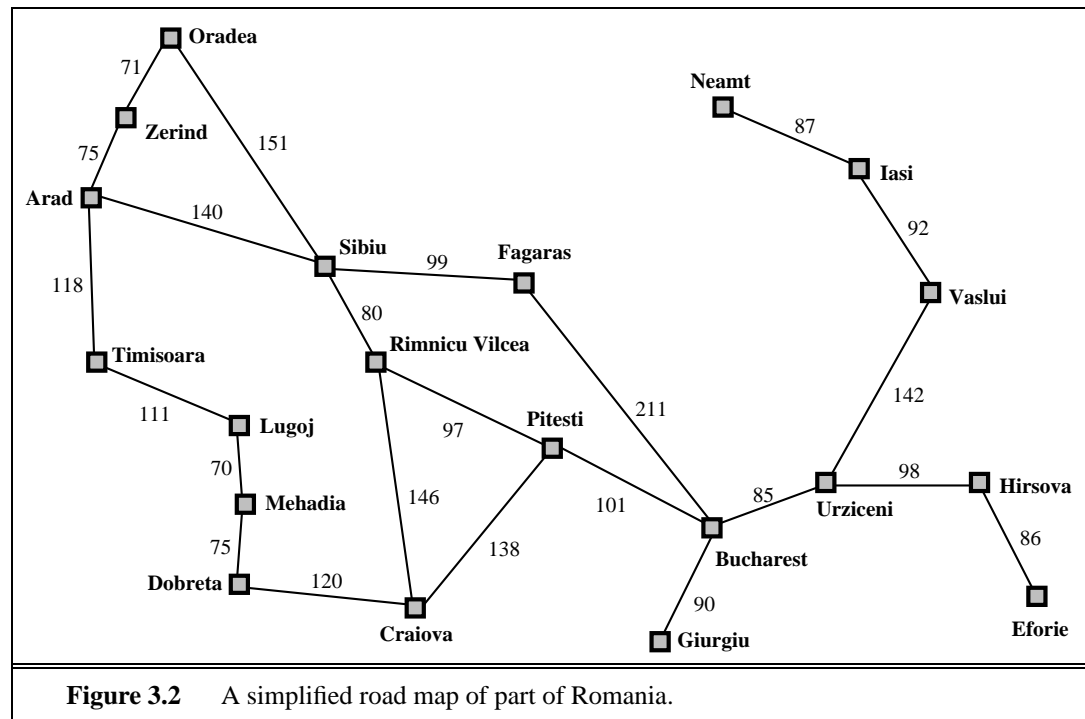 Oradea
71
Neamt
87
Zerind
151
75
Iasi
Arad
140
92
Sibiu
Fagaras
99
118
Vaslui
80
Timisoara
Rimnicu Vilcea
142
111
211
Pitesti
Lugoj
97
70
98
Mehadia
146
101
85
Hirsova
Urziceni
75
138
86
Bucharest
Dobreta
120
90
Craiova
Giurgiu
Eforie
Figure 3.2 A simplified road map of part of Romania.